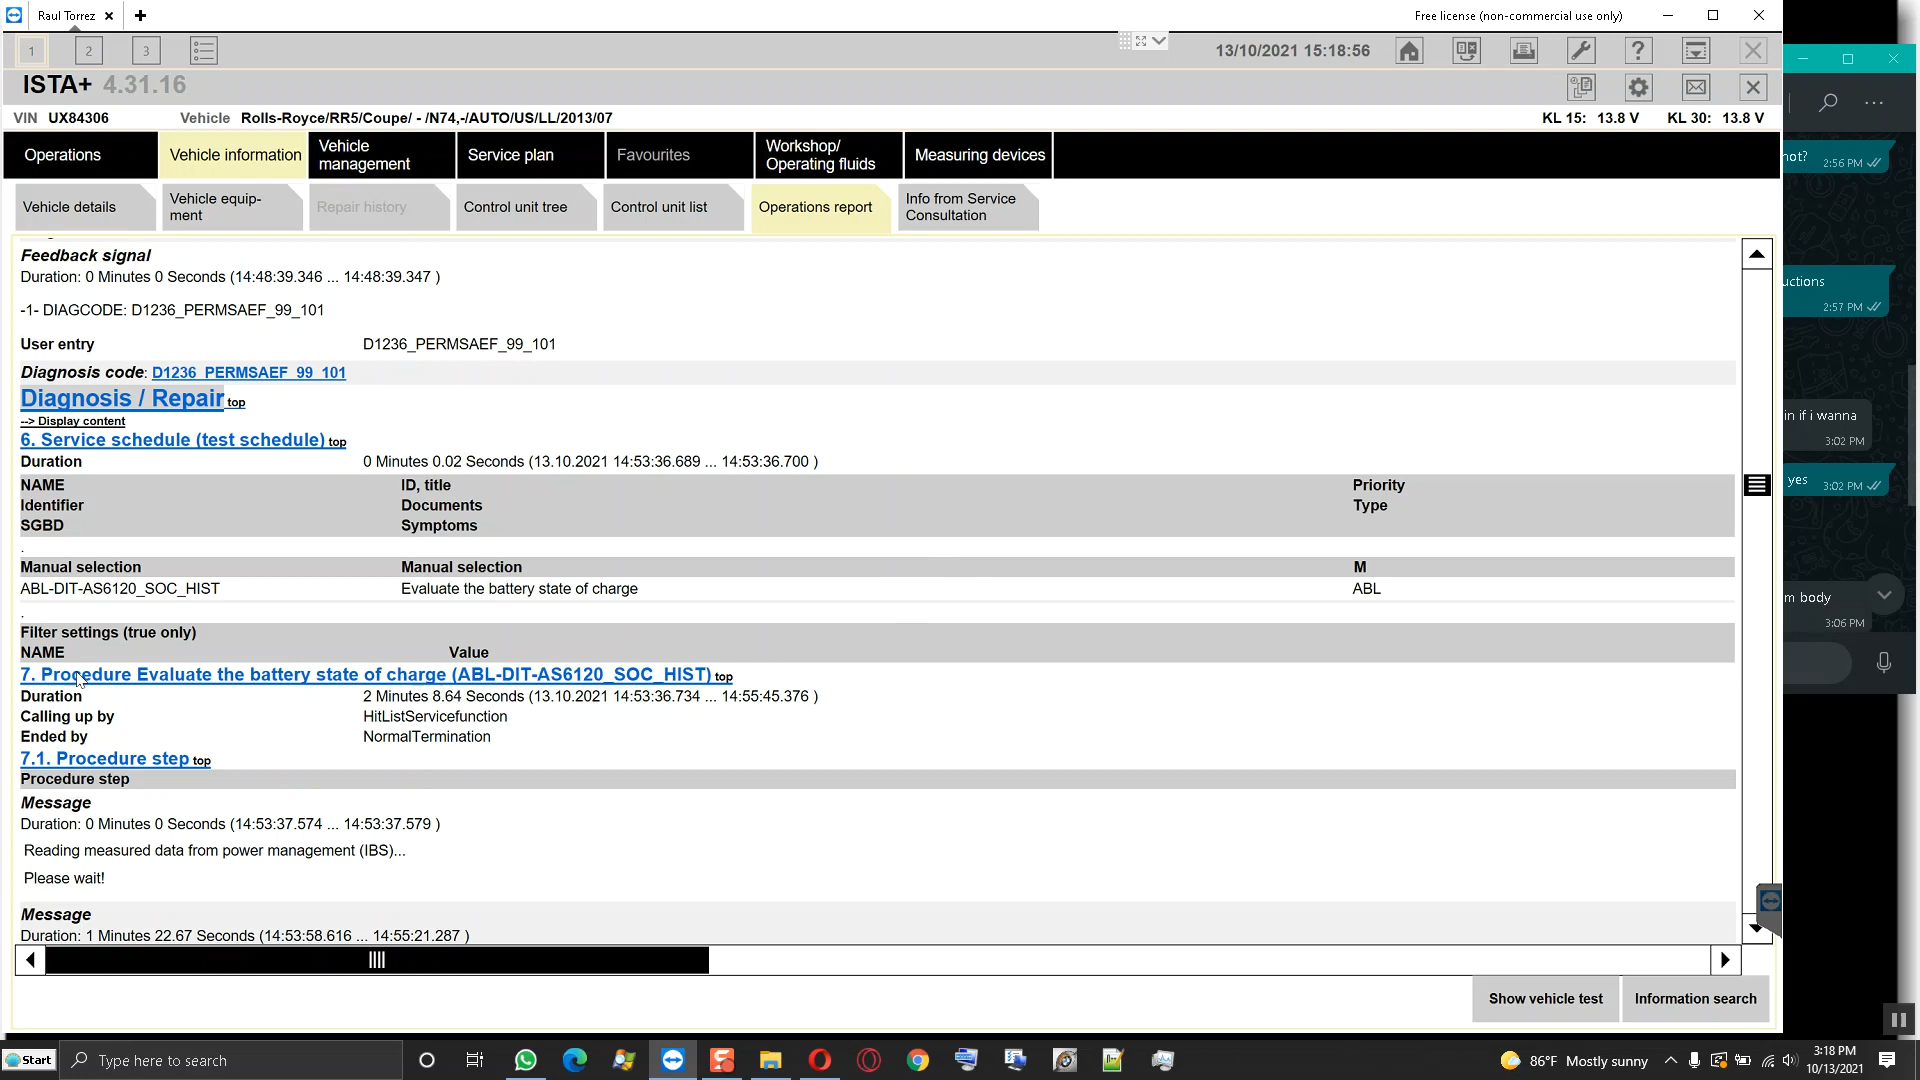 Raul Torrez
Free license (non-commercial use only)
1 2 3
13/10/2021 15:18:56
ISTA+ 4.31.16
VIN UX84306 Vehicle Rolls-Royce/RR5/Coupe/ - /N74,-/AUTO/US/LL/2013/07 KL 15: 13.8 V KL 30: 13.8 V
Operations
Vehicle information
Vehicle
management
Service plan
Favourites
Workshop/
Operating fluids
Measuring devices
Vehicle details
Vehicle equip-
ment
Repair history
Control unit tree
Control unit list
Operations report
Info from Service
Consultation
Feedback signal
Duration: 0 Minutes 0 Seconds (14:48:39.346 ... 14:48:39.347 )
-1- DIAGCODE: D1236_PERMSAEF_99_101
User entry D1236_PERMSAEF_99_101
Diagnosis code: D1236_PERMSAEF_99_101
Diagnosis / Repair top
--> Display content
6. Service schedule (test schedule) top
Duration 0 Minutes 0.02 Seconds (13.10.2021 14:53:36.689 ... 14:53:36.700 )
NAME ID, title Priority
Identifier Documents Type
SGBD Symptoms
.
Manual selection Manual selection M
ABL-DIT-AS6120_SOC_HIST Evaluate the battery state of charge ABL
.
Filter settings (true only)
NAME Value
7. Procedure Evaluate the battery state of charge (ABL-DIT-AS6120_SOC_HIST) top
Duration 2 Minutes 8.64 Seconds (13.10.2021 14:53:36.734 ... 14:55:45.376 )
Calling up by HitListServicefunction
Ended by NormalTermination
7.1. Procedure step top
Procedure step
Message
Duration: 0 Minutes 0 Seconds (14:53:37.574 ... 14:53:37.579 )
Reading measured data from power management (IBS)...
Please wait!
Message
Duration: 1 Minutes 22.67 Seconds (14:53:58.616 ... 14:55:21.287 )
Show vehicle test
Information search
not? 2:56 PM
uctions
2:57 PM
in if i wanna
3:02 PM
yes 3:02 PM
m body
3:06 PM
Start
Type here to search
86°F Mostly sunny
3:18 PM
10/13/2021